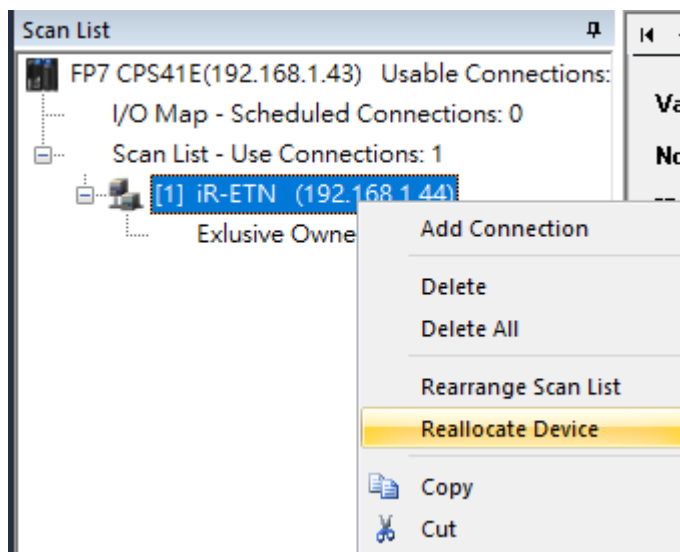 Scan List
FP7 CPS41E(192.168.1.43) Usable Connections:
I/O Map - Scheduled Connections: 0
Scan List - Use Connections: 1
[1] iR-ETN (192.168.1.44)
Exlusive Owne
Add Connection
Delete
Delete All
Rearrange Scan List
Reallocate Device
Copy
Cut
Va
No